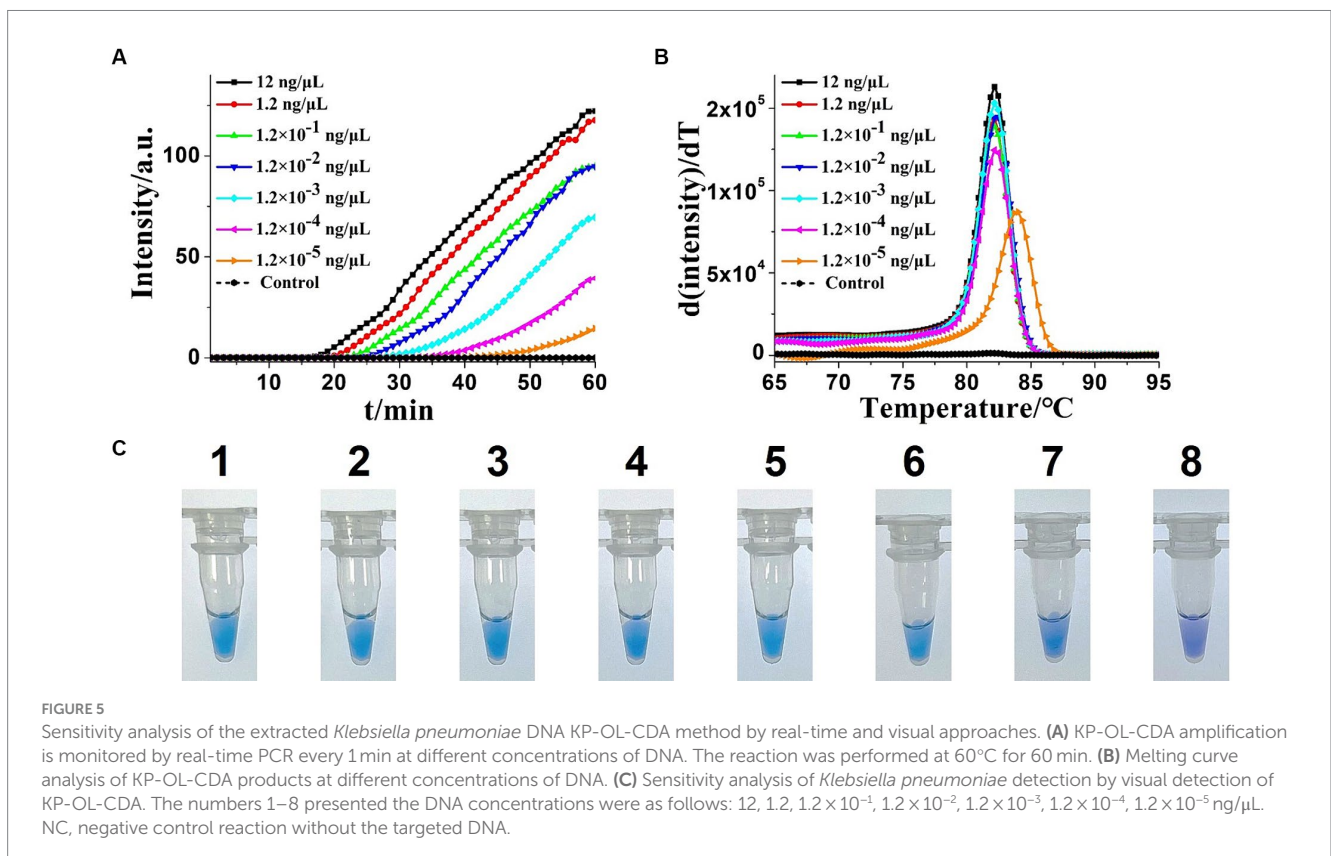 A
12 ng/μL
1.2 ng/μL
1.2×10⁻¹ ng/μL
1.2×10⁻² ng/μL
1.2×10⁻³ ng/μL
1.2×10⁻⁴ ng/μL
1.2×10⁻⁵ ng/μL
Control
Intensity/a.u.
100
50
0
10 20 30 40 50 60
t/min
B
12 ng/μL
1.2 ng/μL
1.2×10⁻¹ ng/μL
1.2×10⁻² ng/μL
1.2×10⁻³ ng/μL
1.2×10⁻⁴ ng/μL
1.2×10⁻⁵ ng/μL
Control
d(intensity)/dT
2x10⁵
1x10⁵
5x10⁴
0
65 70 75 80 85 90 95
Temperature/°C
C
1 2 3 4 5 6 7 8
FIGURE 5
Sensitivity analysis of the extracted Klebsiella pneumoniae DNA KP-OL-CDA method by real-time and visual approaches. (A) KP-OL-CDA amplification
is monitored by real-time PCR every 1 min at different concentrations of DNA. The reaction was performed at 60°C for 60 min. (B) Melting curve
analysis of KP-OL-CDA products at different concentrations of DNA. (C) Sensitivity analysis of Klebsiella pneumoniae detection by visual detection of
KP-OL-CDA. The numbers 1–8 presented the DNA concentrations were as follows: 12, 1.2, 1.2 × 10⁻¹, 1.2 × 10⁻², 1.2 × 10⁻³, 1.2 × 10⁻⁴, 1.2 × 10⁻⁵ ng/μL.
NC, negative control reaction without the targeted DNA.